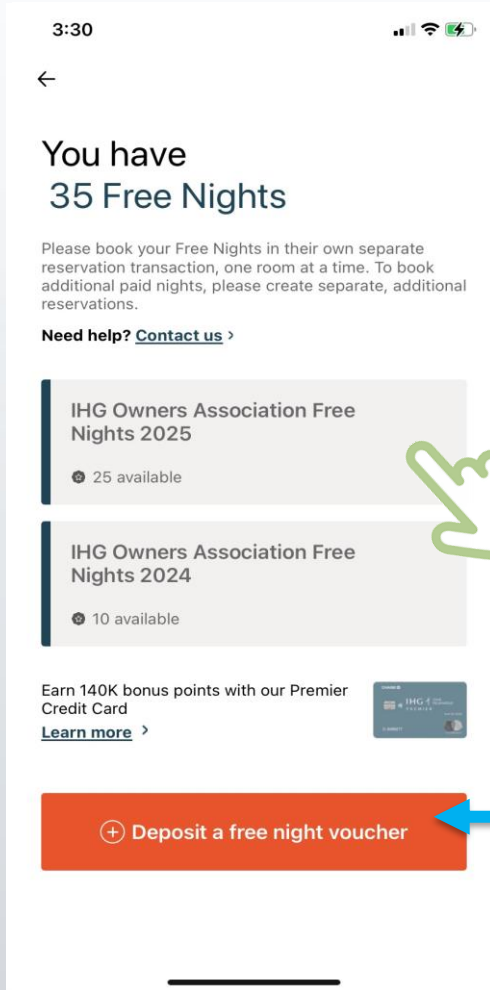 3:30
You have
35 Free Nights
Please book your Free Nights in their own separate
reservation transaction, one room at a time. To book
additional paid nights, please create separate, additional
reservations.
Need help? Contact us >
IHG Owners Association Free
Nights 2025
25 available
IHG Owners Association Free
Nights 2024
10 available
Earn 140K bonus points with our Premier
Credit Card
Learn more >
IHG
PREMIER
Deposit a free night voucher